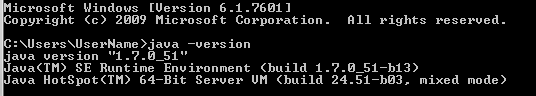 Microsoft Windows [Version 6.1.7601]
Copyright (c) 2009 Microsoft Corporation.  All rights reserved.
C:\Users\UserName>java -version
java version "1.7.0_51"
Java(TM) SE Runtime Environment (build 1.7.0_51-b13)
Java HotSpot(TM) 64-Bit Server VM (build 24.51-b03, mixed mode)